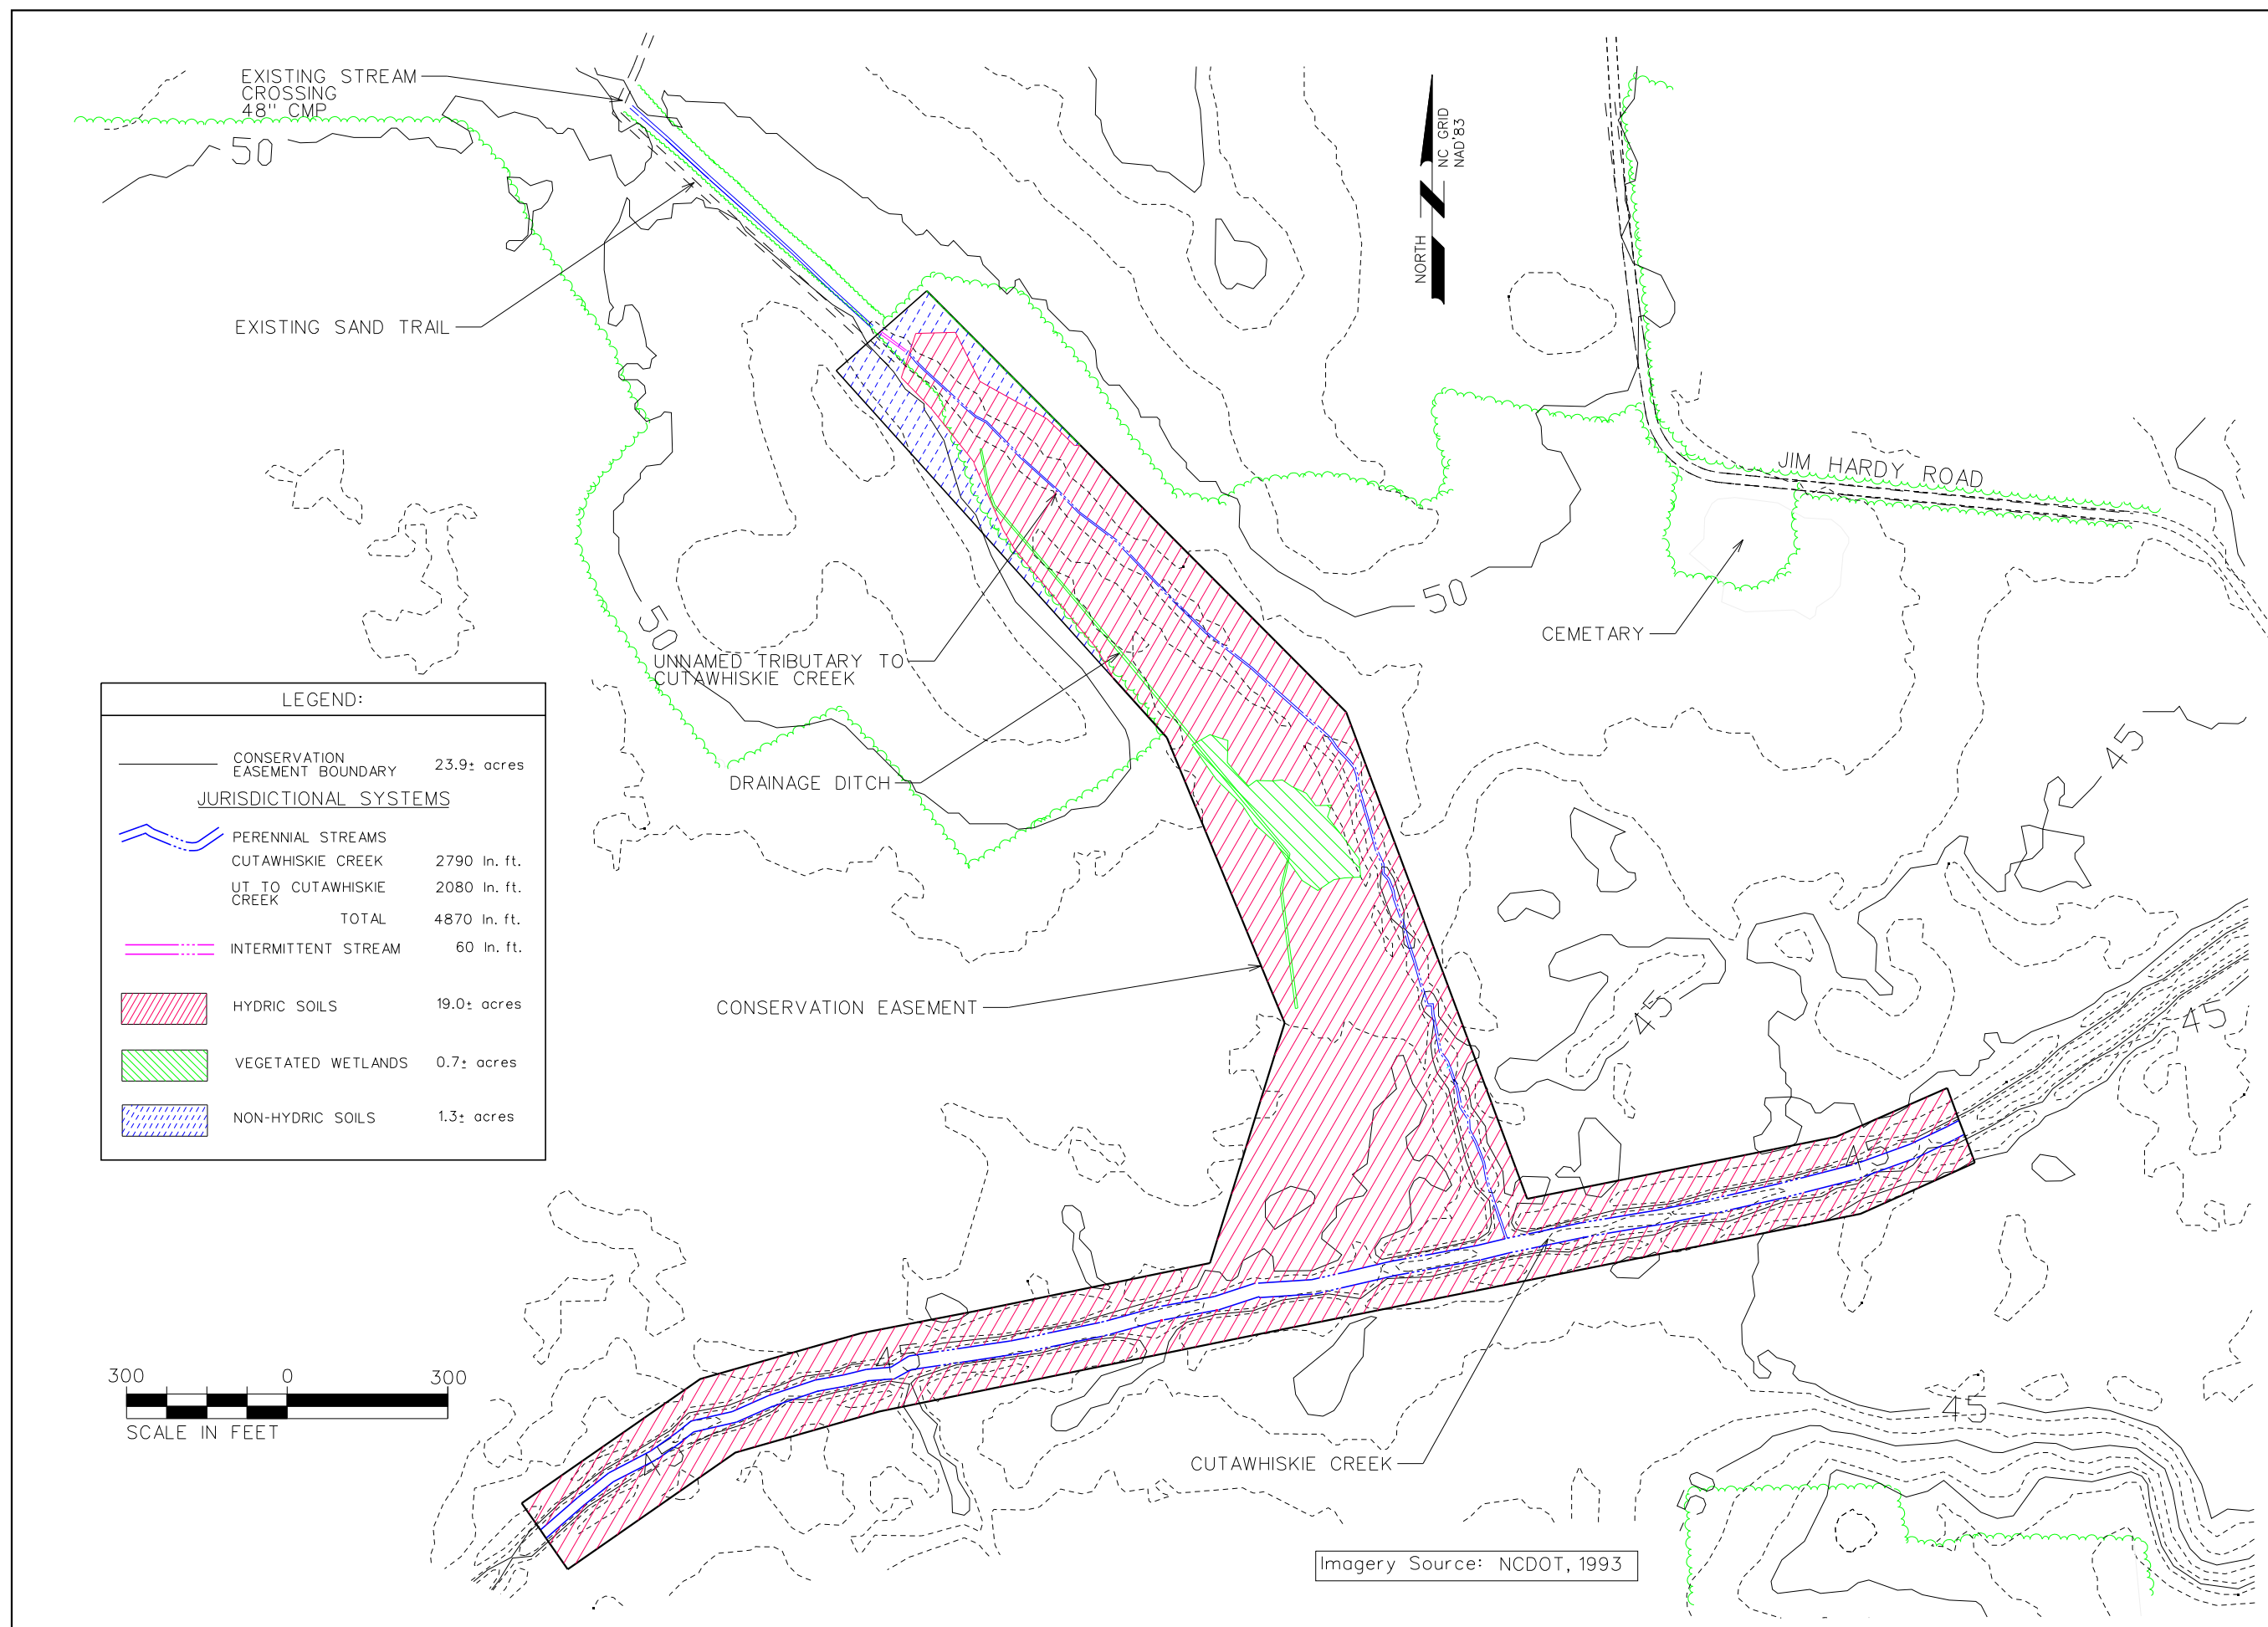 EXISTING STREAM
CROSSING
48" CMP
50
EXISTING SAND TRAIL
NORTH
NC GRID
NAD'83
JIM HARDY ROAD
50
CEMETARY
50
UNNAMED TRIBUTARY TO
CUTAWHISKIE CREEK
DRAINAGE DITCH
CONSERVATION EASEMENT
45
45
45
45
45
45
CUTAWHISKIE CREEK
LEGEND:
CONSERVATION
EASEMENT BOUNDARY 23.9± acres
JURISDICTIONAL SYSTEMS
PERENNIAL STREAMS
CUTAWHISKIE CREEK 2790 ln. ft.
UT TO CUTAWHISKIE 2080 ln. ft.
CREEK
TOTAL 4870 ln. ft.
INTERMITTENT STREAM 60 ln. ft.
HYDRIC SOILS 19.0± acres
VEGETATED WETLANDS 0.7± acres
NON-HYDRIC SOILS 1.3± acres
300 0 300
SCALE IN FEET
Imagery Source: NCDOT, 1993